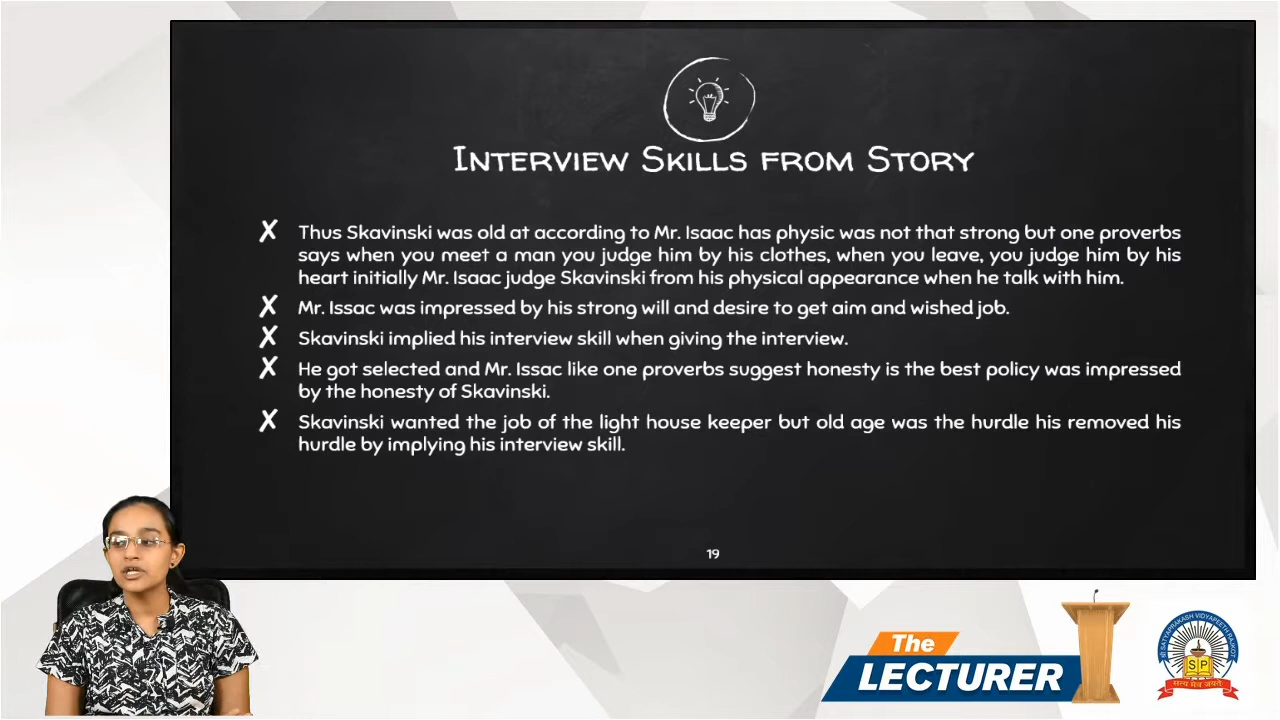 INTERVIEW SKILLS FROM STORY
✗ Thus Skavinski was old at according to Mr. Isaac has physic was not that strong but one proverbs
says when you meet a man you judge him by his clothes, when you leave, you judge him by his
heart initially Mr. Isaac judge Skavinski from his physical appearance when he talk with him.
✗ Mr. Issac was impressed by his strong will and desire to get aim and wished job.
✗ Skavinski implied his interview skill when giving the interview.
✗ He got selected and Mr. Issac like one proverbs suggest honesty is the best policy was impressed
by the honesty of Skavinski.
✗ Skavinski wanted the job of the light house keeper but old age was the hurdle his removed his
hurdle by implying his interview skill.
19
The
LECTURER
SP
सत्य मेव जयते